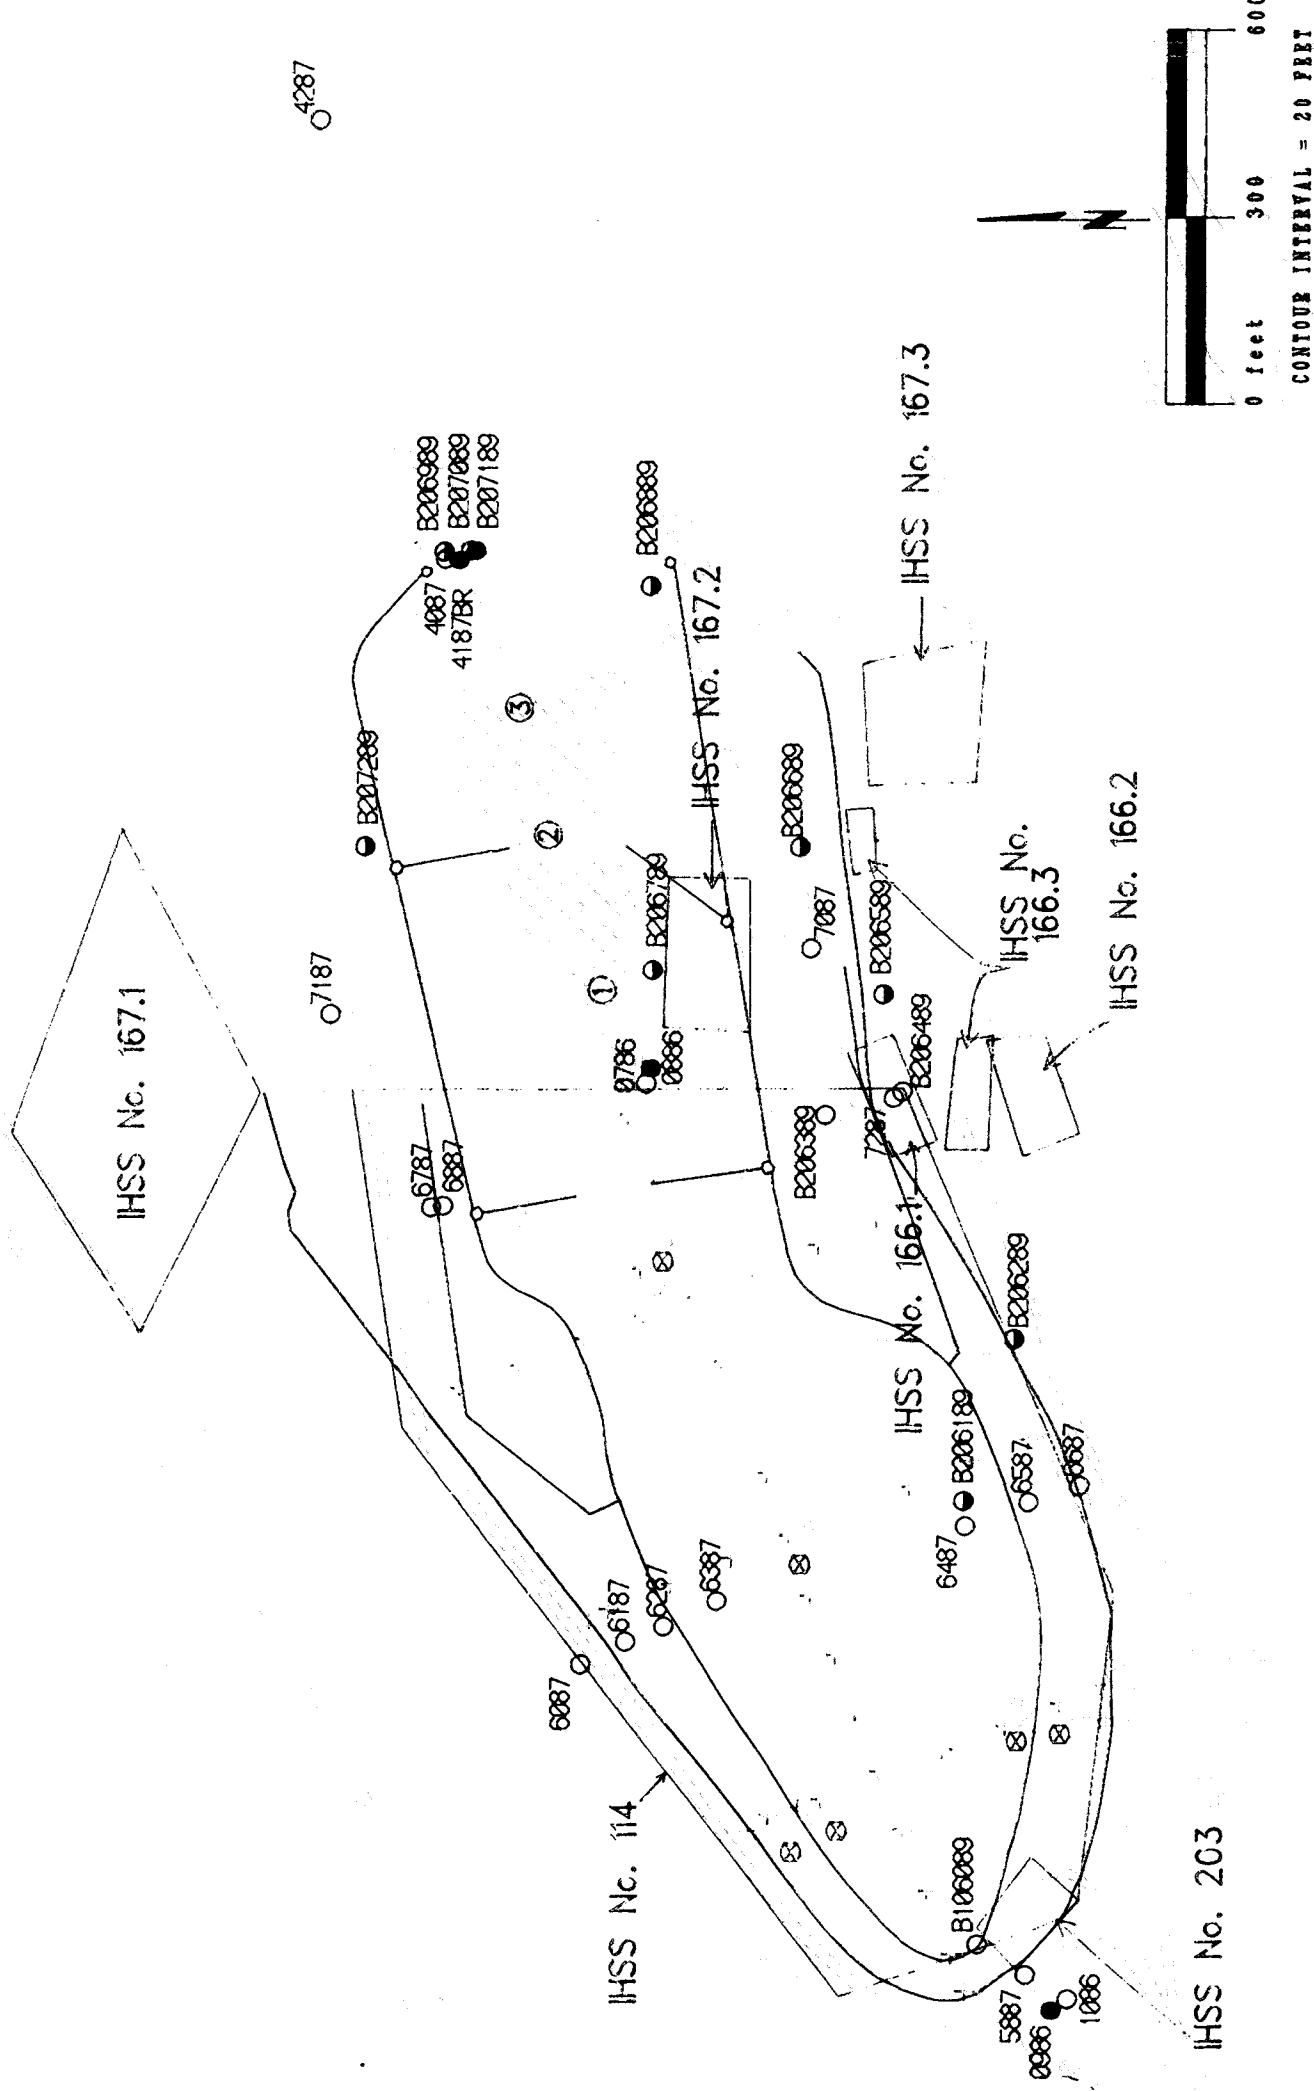 4287
600
300
0 feet
CONTOUR INTERVAL = 20 FEET
N
IHSS No. 167.1
7187
B207289
B206989
B207089
B207189
4087
4187BR
B206889
IHSS No. 167.2
IHSS No. 167.3
3
2
1
B206789
B206689
7087
B206589
IHSS No.
166.3
IHSS No. 166.2
0786
0886
B206389
7287
B206489
6787
6887
IHSS No. 166.1
B206289
B206189
6487
6587
6687
6387
6287
6187
6087
IHSS No. 114
B106089
5887
0986
1086
IHSS No. 203